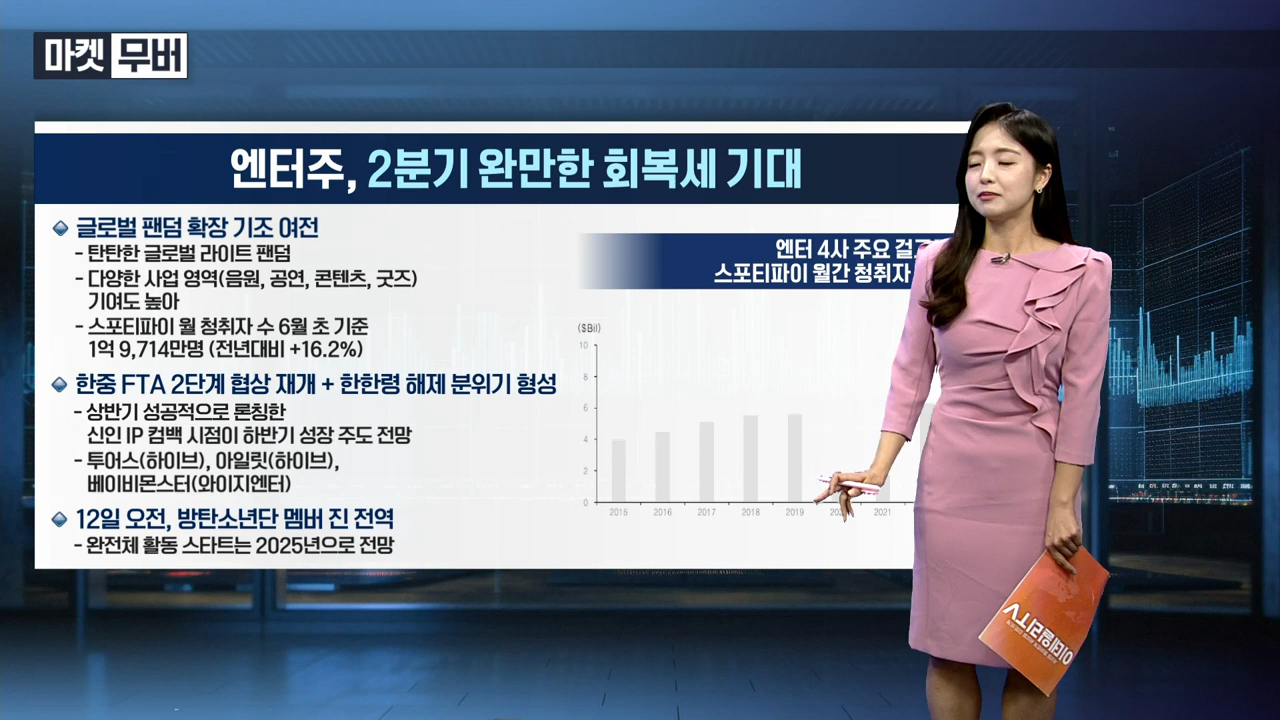 마켓 무버
엔터주, 2분기 완만한 회복세 기대
글로벌 팬덤 확장 기조 여전
- 탄탄한 글로벌 라이트 팬덤
- 다양한 사업 영역(음원, 공연, 콘텐츠, 굿즈)
기여도 높아
- 스포티파이 월 청취자 수 6월 초 기준
1억 9,714만명 (전년대비 +16.2%)
한중 FTA 2단계 협상 재개 + 한한령 해제 분위기 형성
- 상반기 성공적으로 론칭한
신인 IP 컴백 시점이 하반기 성장 주도 전망
- 투어스(하이브), 아일릿(하이브),
베이비몬스터(와이지엔터)
12일 오전, 방탄소년단 멤버 진 전역
- 완전체 활동 스타트는 2025년으로 전망
엔터 4사 주요
스포티파이 월간 청취자
($Bil)
10
8
6
4
2
0
2015 2016 2017 2018 2019 2021
이데일리TV